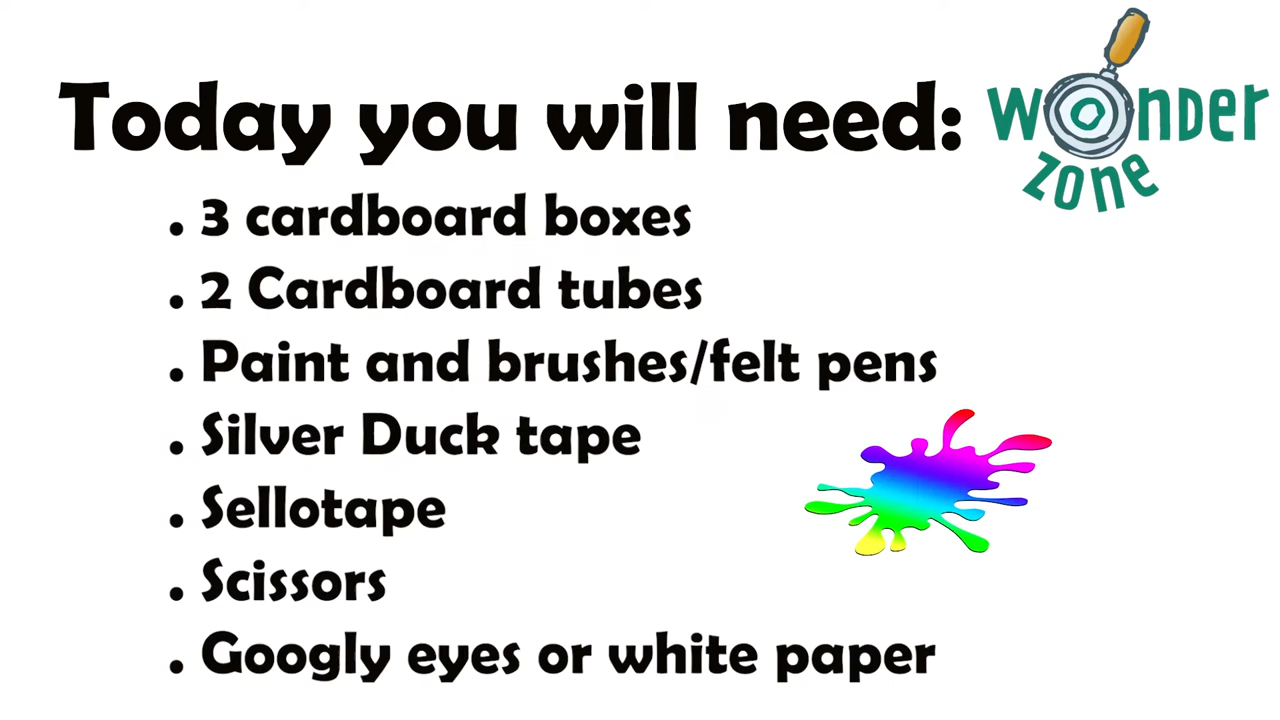 Today you will need:
wonder
zone
. 3 cardboard boxes
. 2 Cardboard tubes
. Paint and brushes/felt pens
. Silver Duck tape
. Sellotape
. Scissors
. Googly eyes or white paper